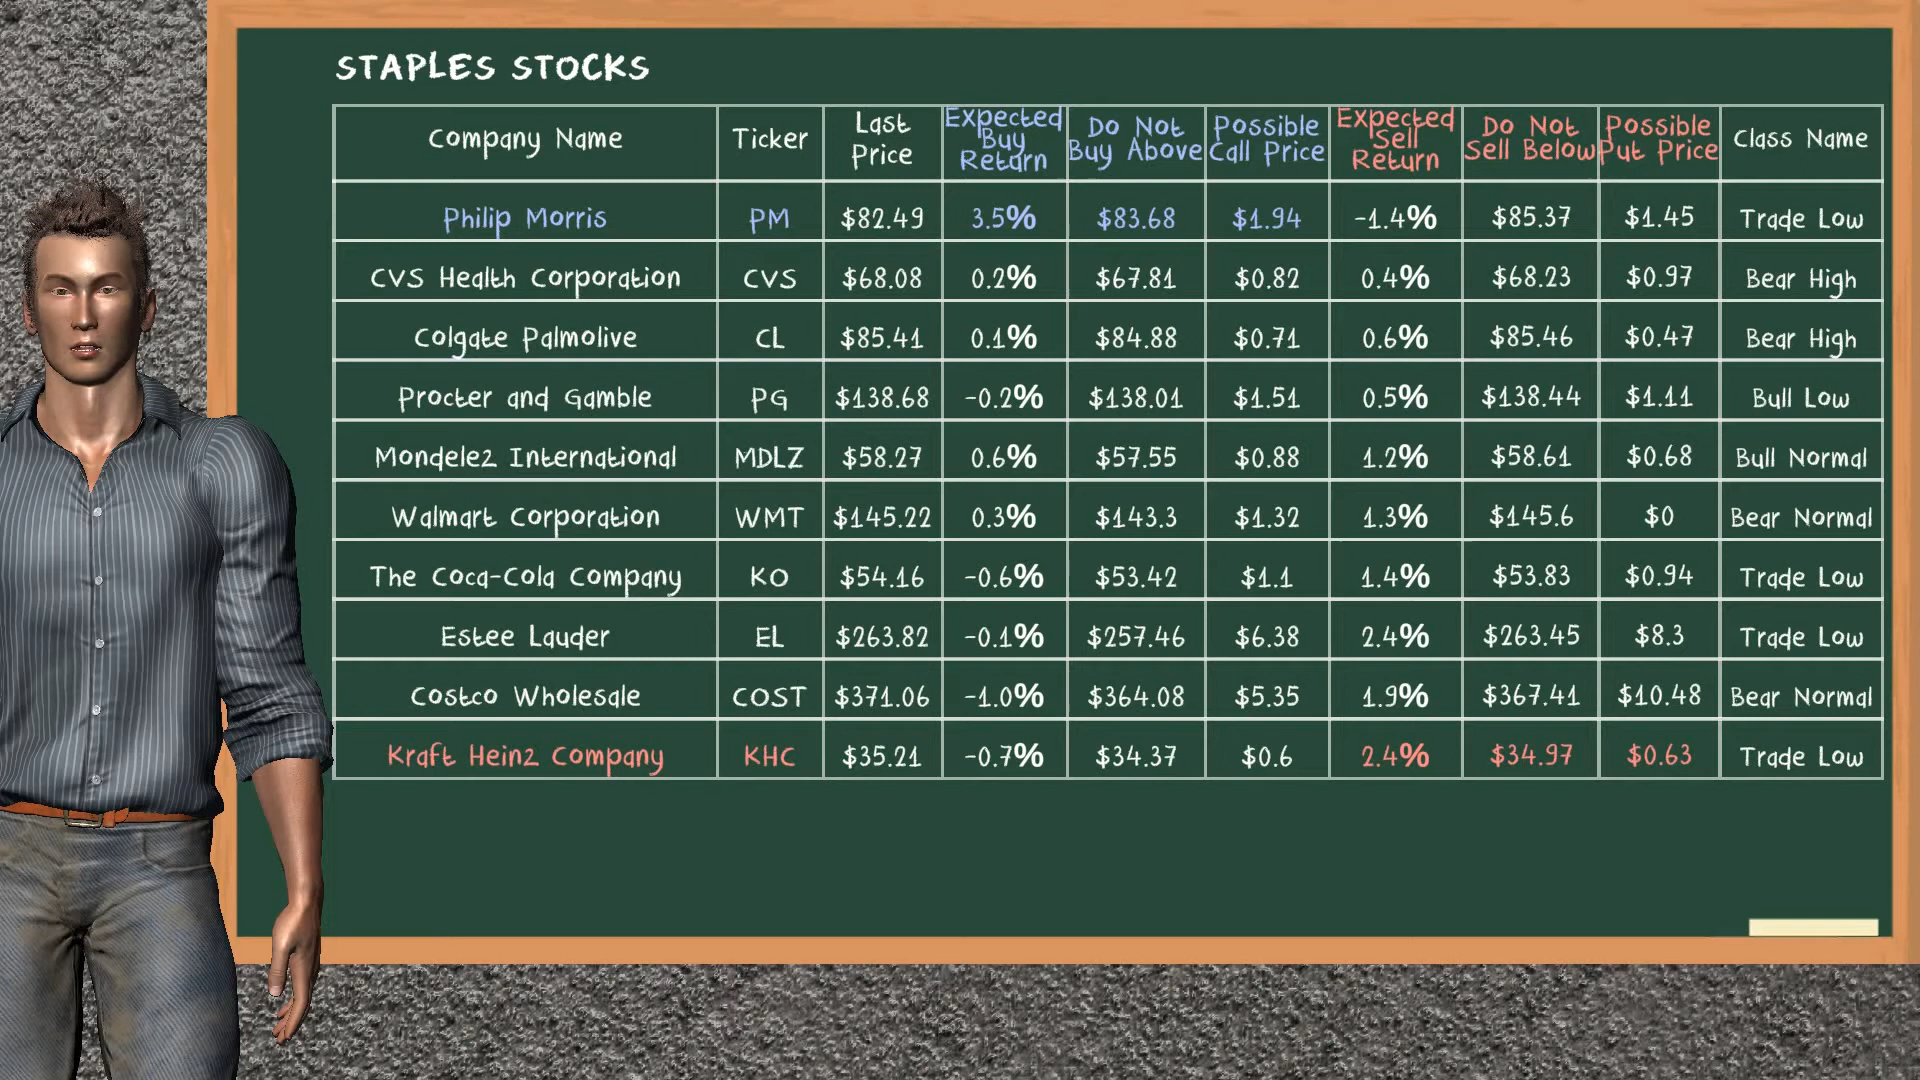 STAPLES STOCKS
Company Name Ticker Last Price Expected Buy Return Do Not Buy Above Possible Call Price Expected Sell Return Do Not Sell Below Possible Put Price Class Name
Philip Morris PM $82.49 3.5% $83.68 $1.94 -1.4% $85.37 $1.45 Trade Low
CVS Health Corporation CVS $68.08 0.2% $67.81 $0.82 0.4% $68.23 $0.97 Bear High
Colgate Palmolive CL $85.41 0.1% $84.88 $0.71 0.6% $85.46 $0.47 Bear High
Procter and Gamble PG $138.68 -0.2% $138.01 $1.51 0.5% $138.44 $1.11 Bull Low
Mondelez International MDLZ $58.27 0.6% $57.55 $0.88 1.2% $58.61 $0.68 Bull Normal
Walmart Corporation WMT $145.22 0.3% $143.3 $1.32 1.3% $145.6 $0 Bear Normal
The Coca-Cola Company KO $54.16 -0.6% $53.42 $1.1 1.4% $53.83 $0.94 Trade Low
Estee Lauder EL $263.82 -0.1% $257.46 $6.38 2.4% $263.45 $8.3 Trade Low
Costco Wholesale COST $371.06 -1.0% $364.08 $5.35 1.9% $367.41 $10.48 Bear Normal
Kraft Heinz Company KHC $35.21 -0.7% $34.37 $0.6 2.4% $34.97 $0.63 Trade Low